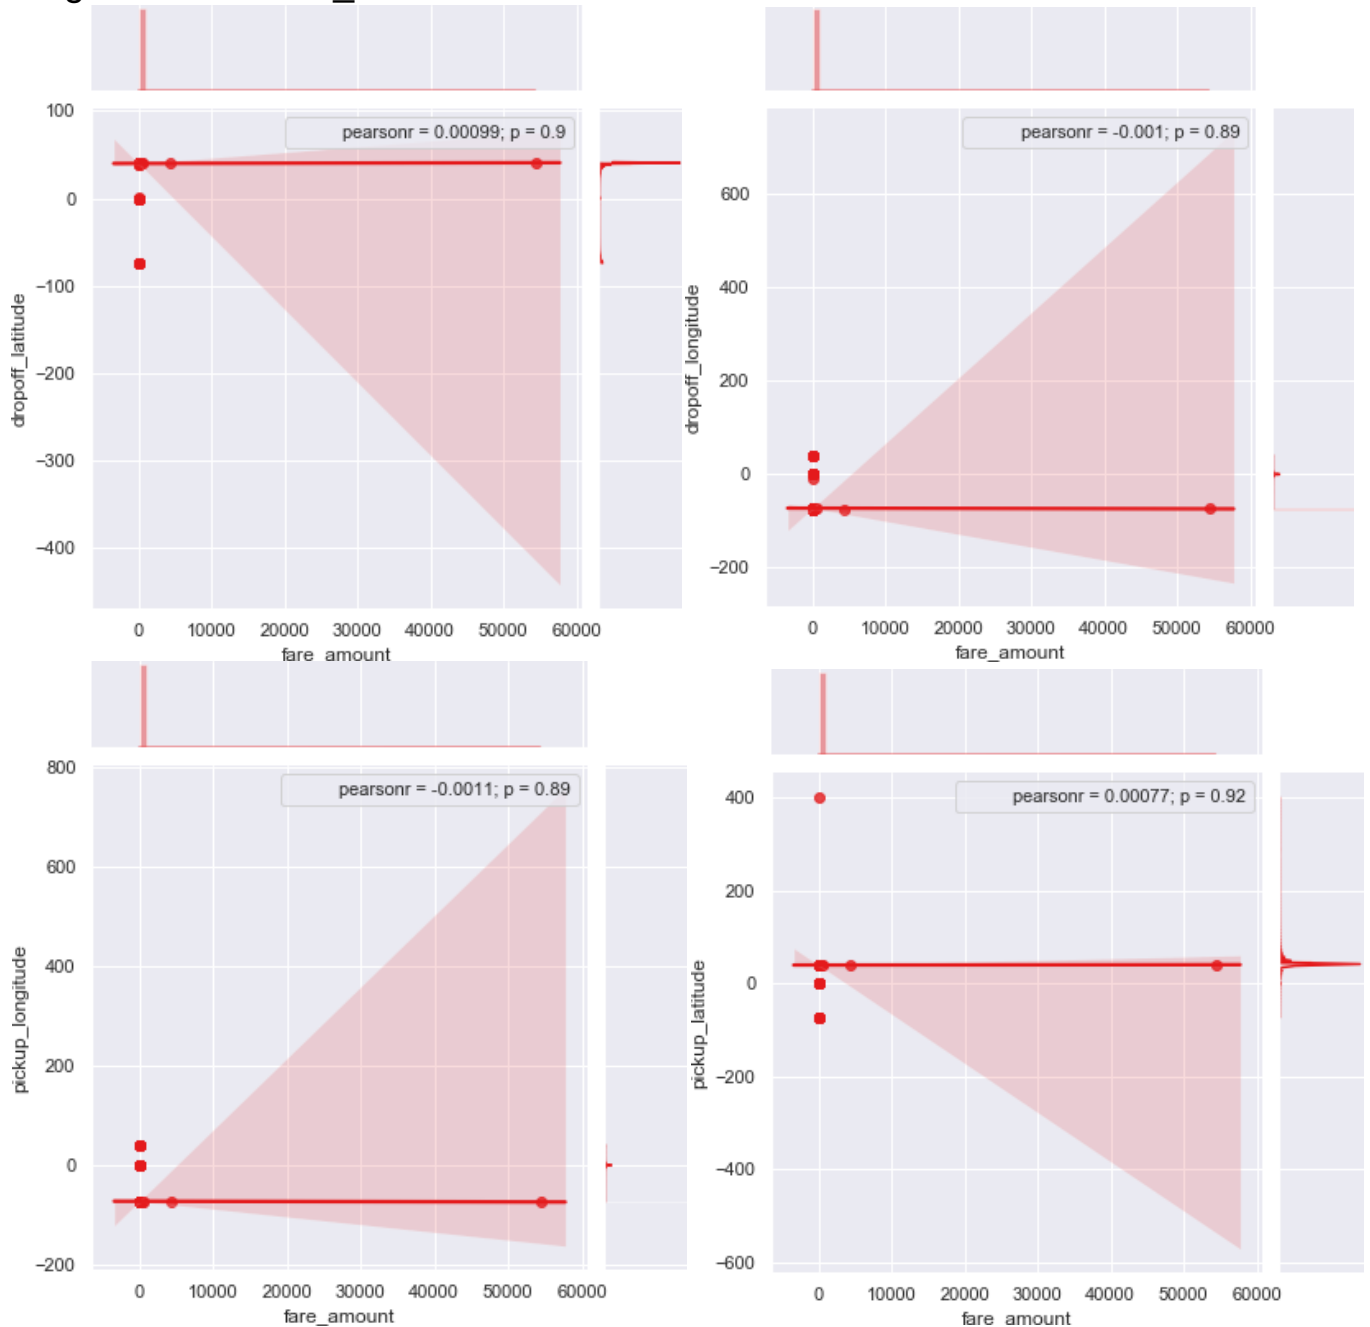 pearsonr = 0.00099; p = 0.9
100
0
−100
−200
−300
−400
dropoff_latitude
0 10000 20000 30000 40000 50000 60000
fare_amount
pearsonr = -0.001; p = 0.89
600
400
200
0
−200
dropoff_longitude
0 10000 20000 30000 40000 50000 60000
fare_amount
pearsonr = -0.0011; p = 0.89
800
600
400
200
0
−200
pickup_longitude
0 10000 20000 30000 40000 50000 60000
fare_amount
pearsonr = 0.00077; p = 0.92
400
200
0
−200
−400
−600
pickup_latitude
0 10000 20000 30000 40000 50000 60000
fare_amount